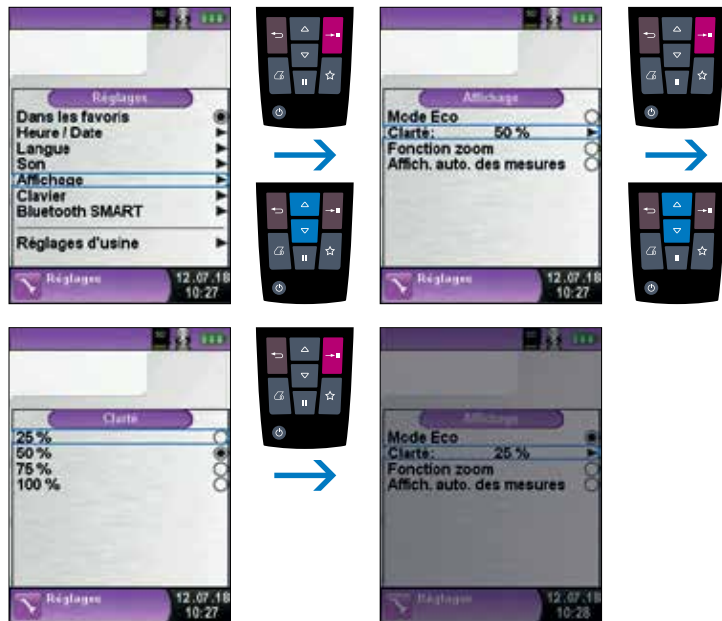 Réglages
Dans les favoris
Heure / Date
Langue
Son
Affichage
Clavier
Bluetooth SMART
Réglages d'usine
Réglages
12.07.18
10:27
Affichage
Mode Eco
Clarté: 50 %
Fonction zoom
Affich. auto. des mesures
Réglages
12.07.18
10:27
Clarté
25 %
50 %
75 %
100 %
Réglages
12.07.18
10:27
Affichage
Mode Eco
Clarté: 25 %
Fonction zoom
Affich. auto. des mesures
Réglages
12.07.18
10:28